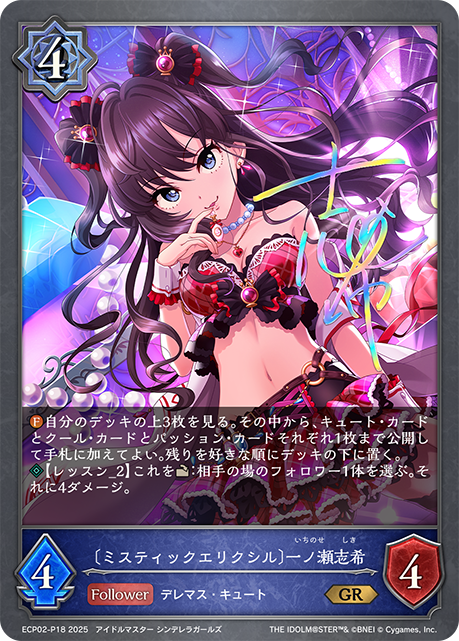 4
志希
Ⓕ自分のデッキの上3枚を見る。その中から、キュート・カード
とクール・カードとパッション・カードそれぞれ1枚まで公開し
て手札に加えてよい。残りを好きな順にデッキの下に置く。
【レッスン_2】これを:相手の場のフォロワー1体を選ぶ。そ
れに4ダメージ。
いちのせ しき
〔ミスティックエリクシル〕一ノ瀬志希
4
Follower デレマス・キュート GR
4
ECP02-P18 2025 アイドルマスター シンデレラガールズ THE IDOLM@STER™& ©BNEI © Cygames, Inc.